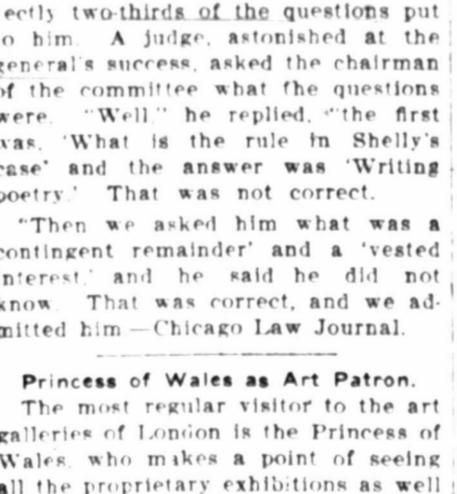 ectly two-thirds of the questions put
o him. A judge, astonished at the
general's success, asked the chairman
of the committee what the questions
were. "Well," he replied, "the first
was, 'What is the rule in Shelly's
case' and the answer was 'Writing
poetry.' That was not correct.
"Then we asked him what was a
contingent remainder' and a 'vested
interest,' and he said he did not
know. That was correct, and we ad-
mitted him—Chicago Law Journal.
Princess of Wales as Art Patron.
The most regular visitor to the art
galleries of London is the Princess of
Wales, who makes a point of seeing
all the proprietary exhibitions as well